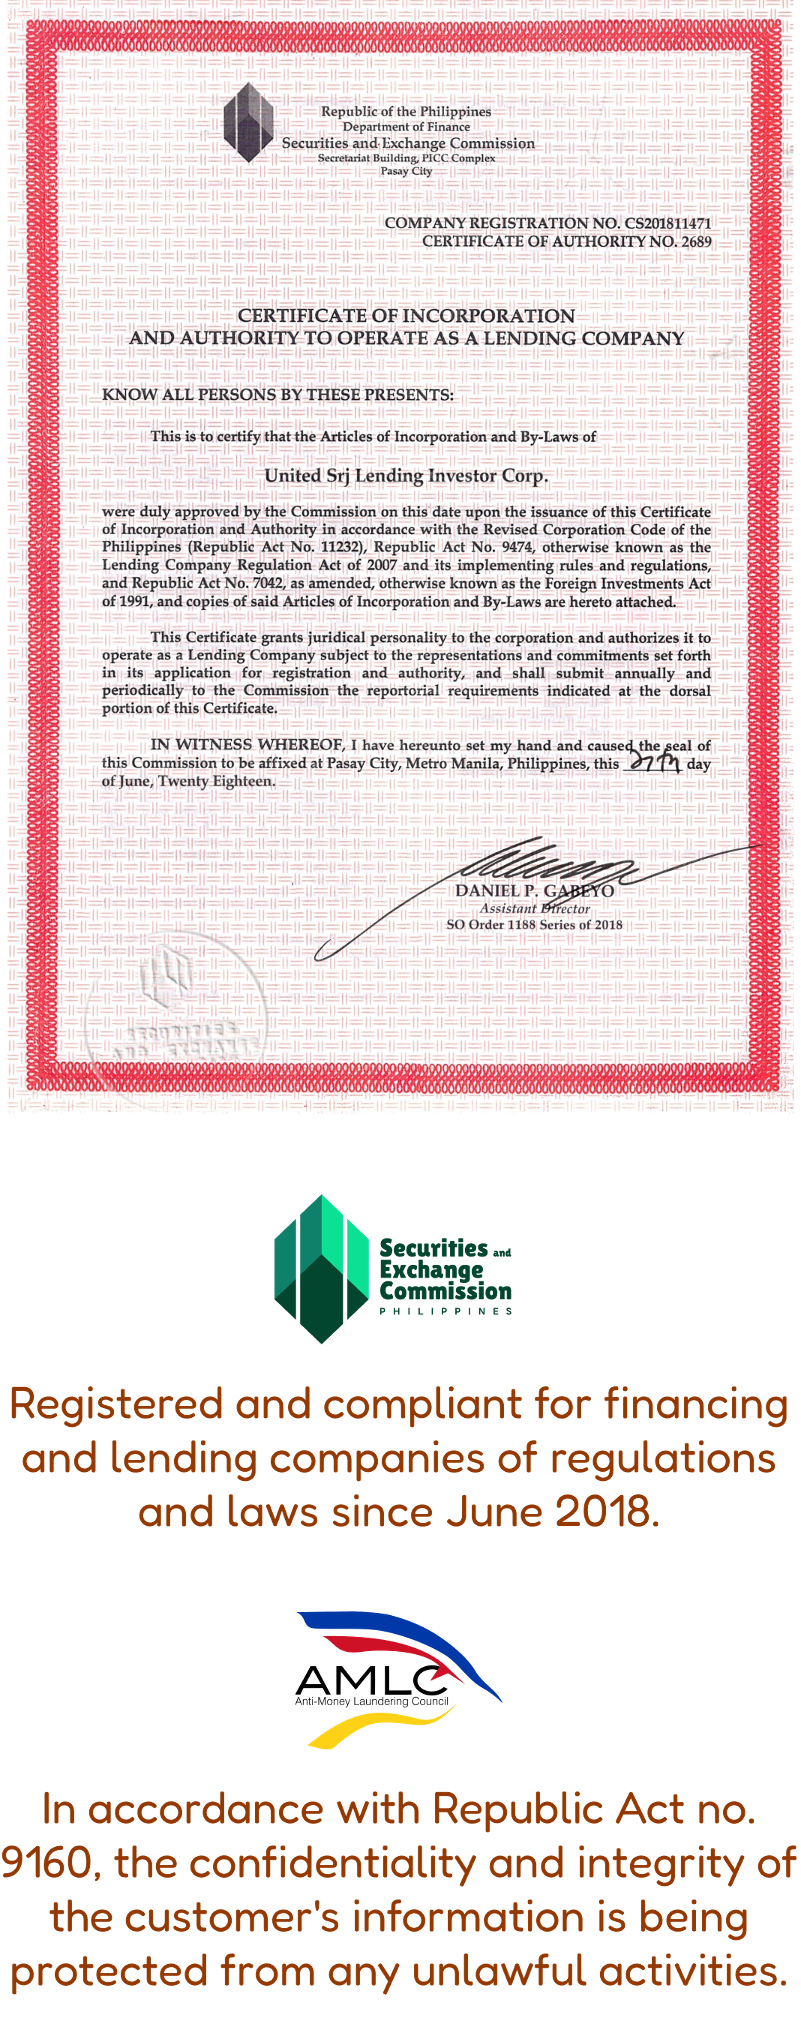 Republic of the Philippines
Department of Finance
Securities and Exchange Commission
Secretariat Building, PICC Complex
Pasay City
COMPANY REGISTRATION NO. CS201811471
CERTIFICATE OF AUTHORITY NO. 2689
CERTIFICATE OF INCORPORATION
AND AUTHORITY TO OPERATE AS A LENDING COMPANY
KNOW ALL PERSONS BY THESE PRESENTS:
This is to certify that the Articles of Incorporation and By-Laws of
United Srj Lending Investor Corp.
were duly approved by the Commission on this date upon the issuance of this Certificate
of Incorporation and Authority in accordance with the Revised Corporation Code of the
Philippines (Republic Act No. 11232), Republic Act No. 9474, otherwise known as the
Lending Company Regulation Act of 2007 and its implementing rules and regulations,
and Republic Act No. 7042, as amended, otherwise known as the Foreign Investments Act
of 1991, and copies of said Articles of Incorporation and By-Laws are hereto attached.
This Certificate grants juridical personality to the corporation and authorizes it to
operate as a Lending Company subject to the representations and commitments set forth
in its application for registration and authority, and shall submit annually and
periodically to the Commission the reportorial requirements indicated at the dorsal
portion of this Certificate.
IN WITNESS WHEREOF, I have hereunto set my hand and caused the seal of
this Commission to be affixed at Pasay City, Metro Manila, Philippines, this day
of June, Twenty Eighteen.
DANIEL P. GABEYO
Assistant Director
SO Order 1188 Series of 2018
SECURITIES
AND EXCHANGE
Securities and
Exchange
Commission
PHILIPPINES
Registered and compliant for financing
and lending companies of regulations
and laws since June 2018.
AMLC
Anti-Money Laundering Council
In accordance with Republic Act no.
9160, the confidentiality and integrity of
the customer's information is being
protected from any unlawful activities.